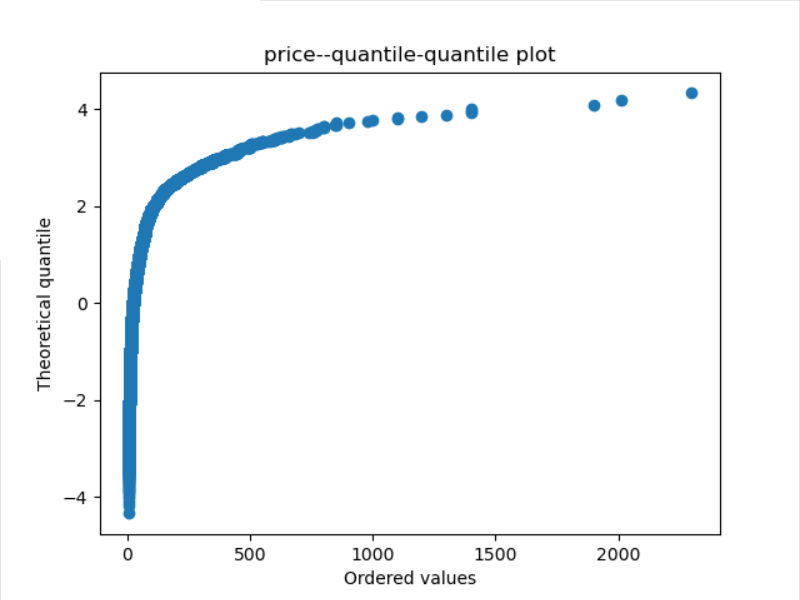 price--quantile-quantile plot
4
2
0
−2
−4
Theoretical quantile
0 500 1000 1500 2000
Ordered values